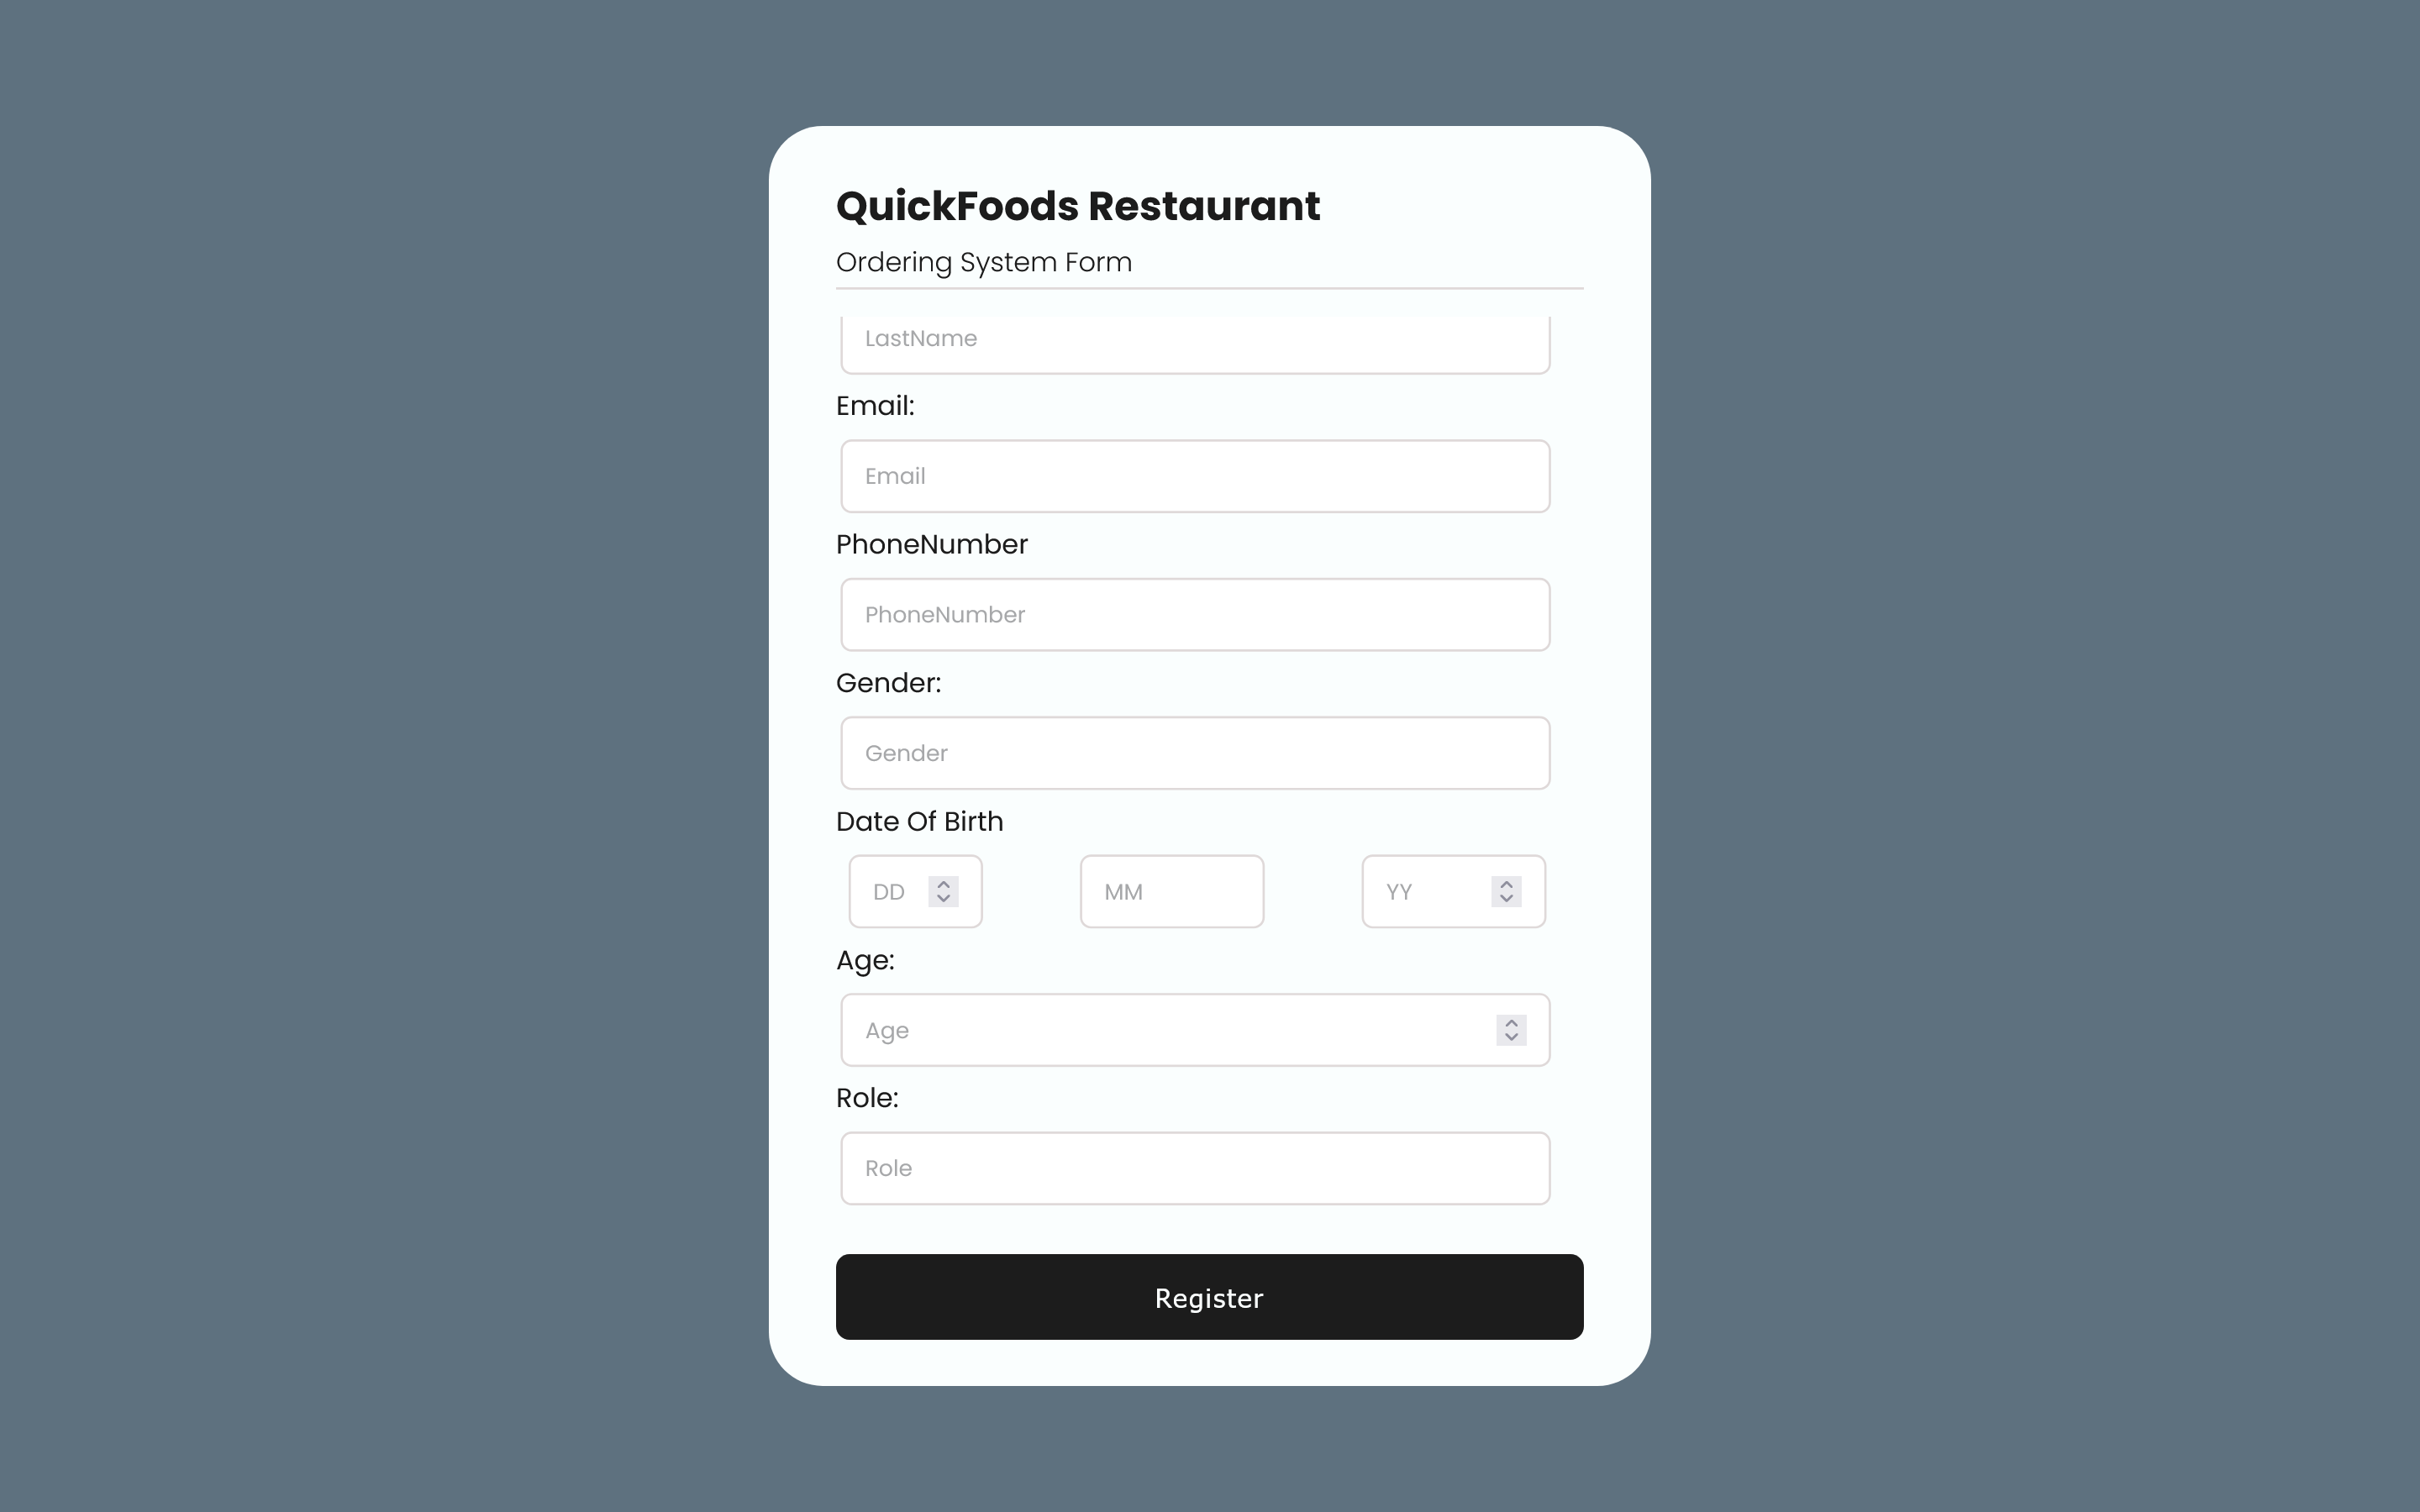 QuickFoods Restaurant
Ordering System Form
LastName
Email:
Email
PhoneNumber
PhoneNumber
Gender:
Gender
Date Of Birth
DD MM YY
Age:
Age
Role:
Role
Register